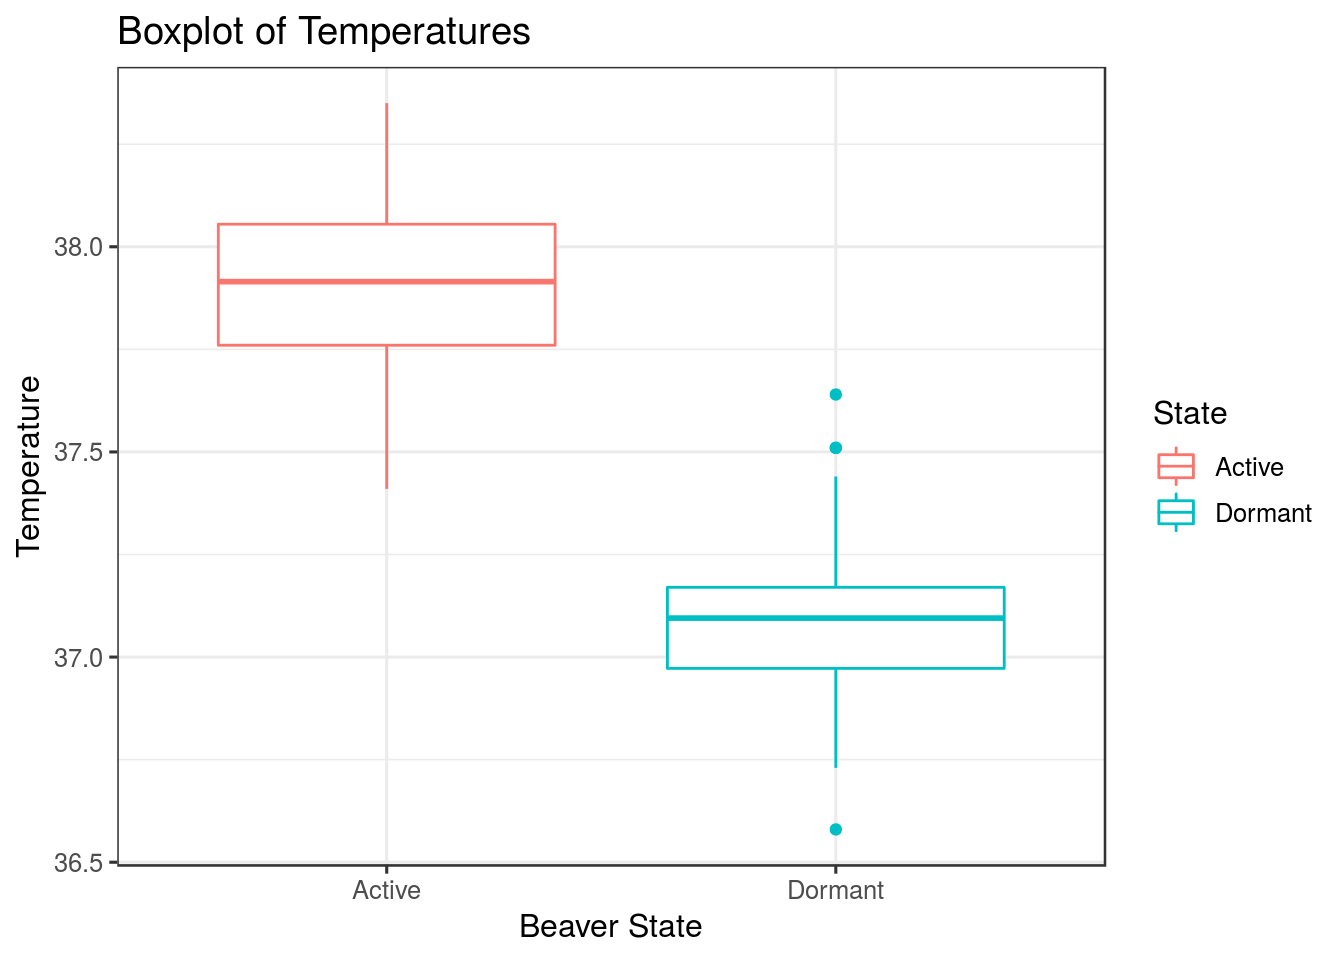 Boxplot of Temperatures
Temperature
38.0
37.5
37.0
36.5
Active
Dormant
Beaver State
State
Active
Dormant